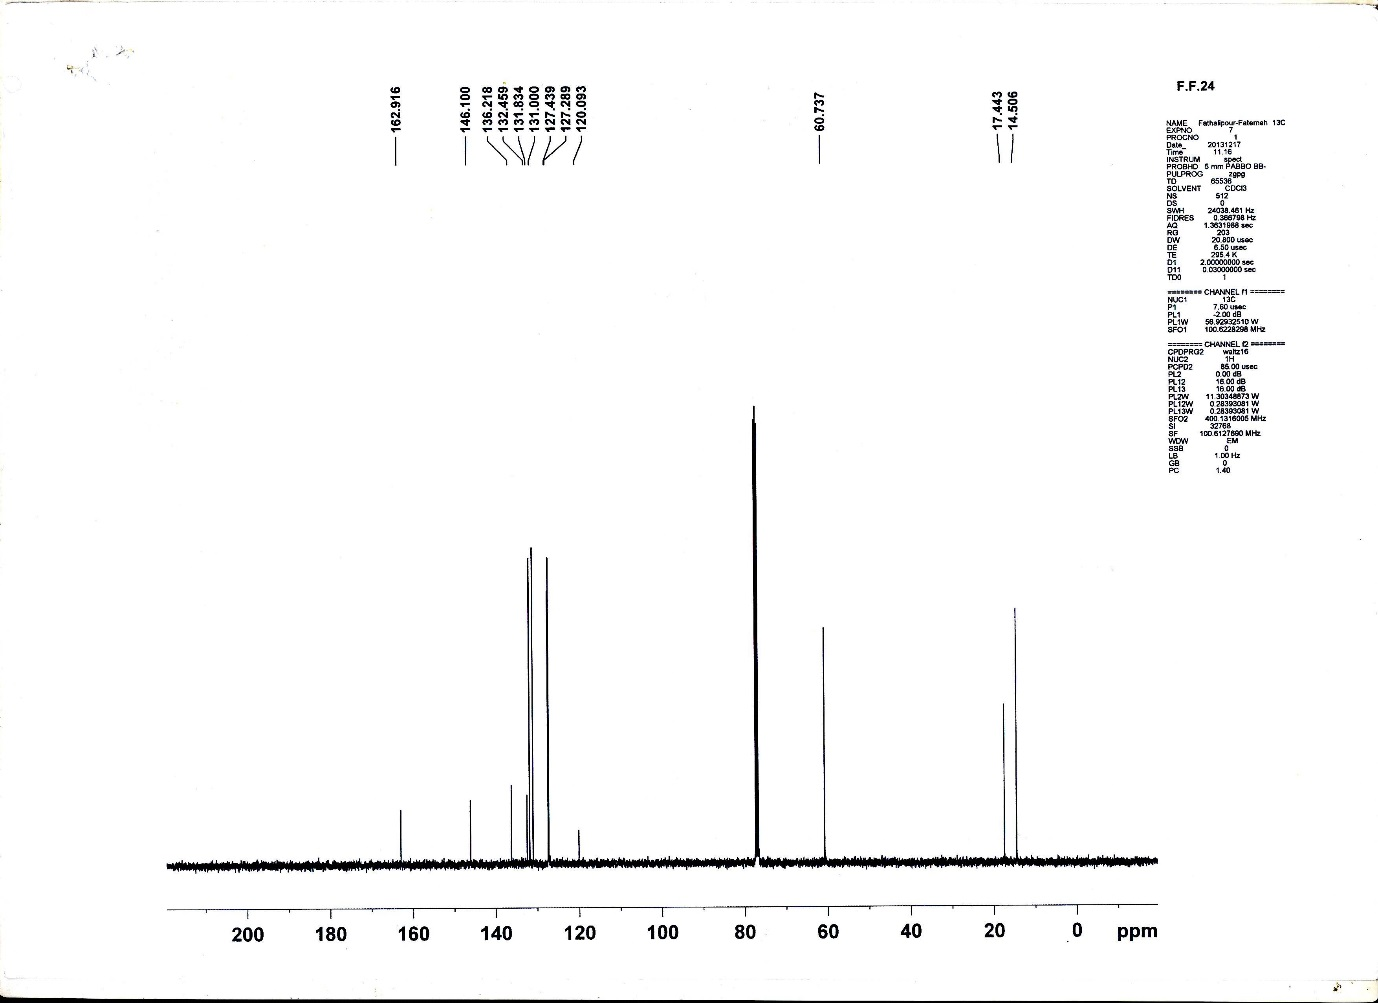 162.916
146.100
136.218
132.459
131.834
131.000
127.439
127.289
120.093
60.737
17.443
14.506
F.F.24
NAME Fathalipour-Fatemeh 13C
EXPNO 7
PROCNO 1
Date_ 20131217
Time 11.16
INSTRUM spect
PROBHD 5 mm PABBO BB-
PULPROG zgpg
TD 65536
SOLVENT CDCl3
NS 512
DS 0
SWH 24038.461 Hz
FIDRES 0.366798 Hz
AQ 1.3631988 sec
RG 203
DW 20.800 usec
DE 6.50 usec
TE 295.4 K
D1 2.00000000 sec
D11 0.03000000 sec
TD0 1
======== CHANNEL f1 ========
NUC1 13C
P1 7.60 usec
PL1 -2.00 dB
PL1W 56.92932510 W
SFO1 100.6228298 MHz
======== CHANNEL f2 ========
CPDPRG2 waltz16
NUC2 1H
PCPD2 85.00 usec
PL2 0.00 dB
PL12 16.00 dB
PL13 16.00 dB
PL2W 11.30348673 W
PL12W 0.28393081 W
PL13W 0.28393081 W
SFO2 400.1316005 MHz
SI 32768
SF 100.6127690 MHz
WDW EM
SSB 0
LB 1.00 Hz
GB 0
PC 1.40
200 180 160 140 120 100 80 60 40 20 0 ppm